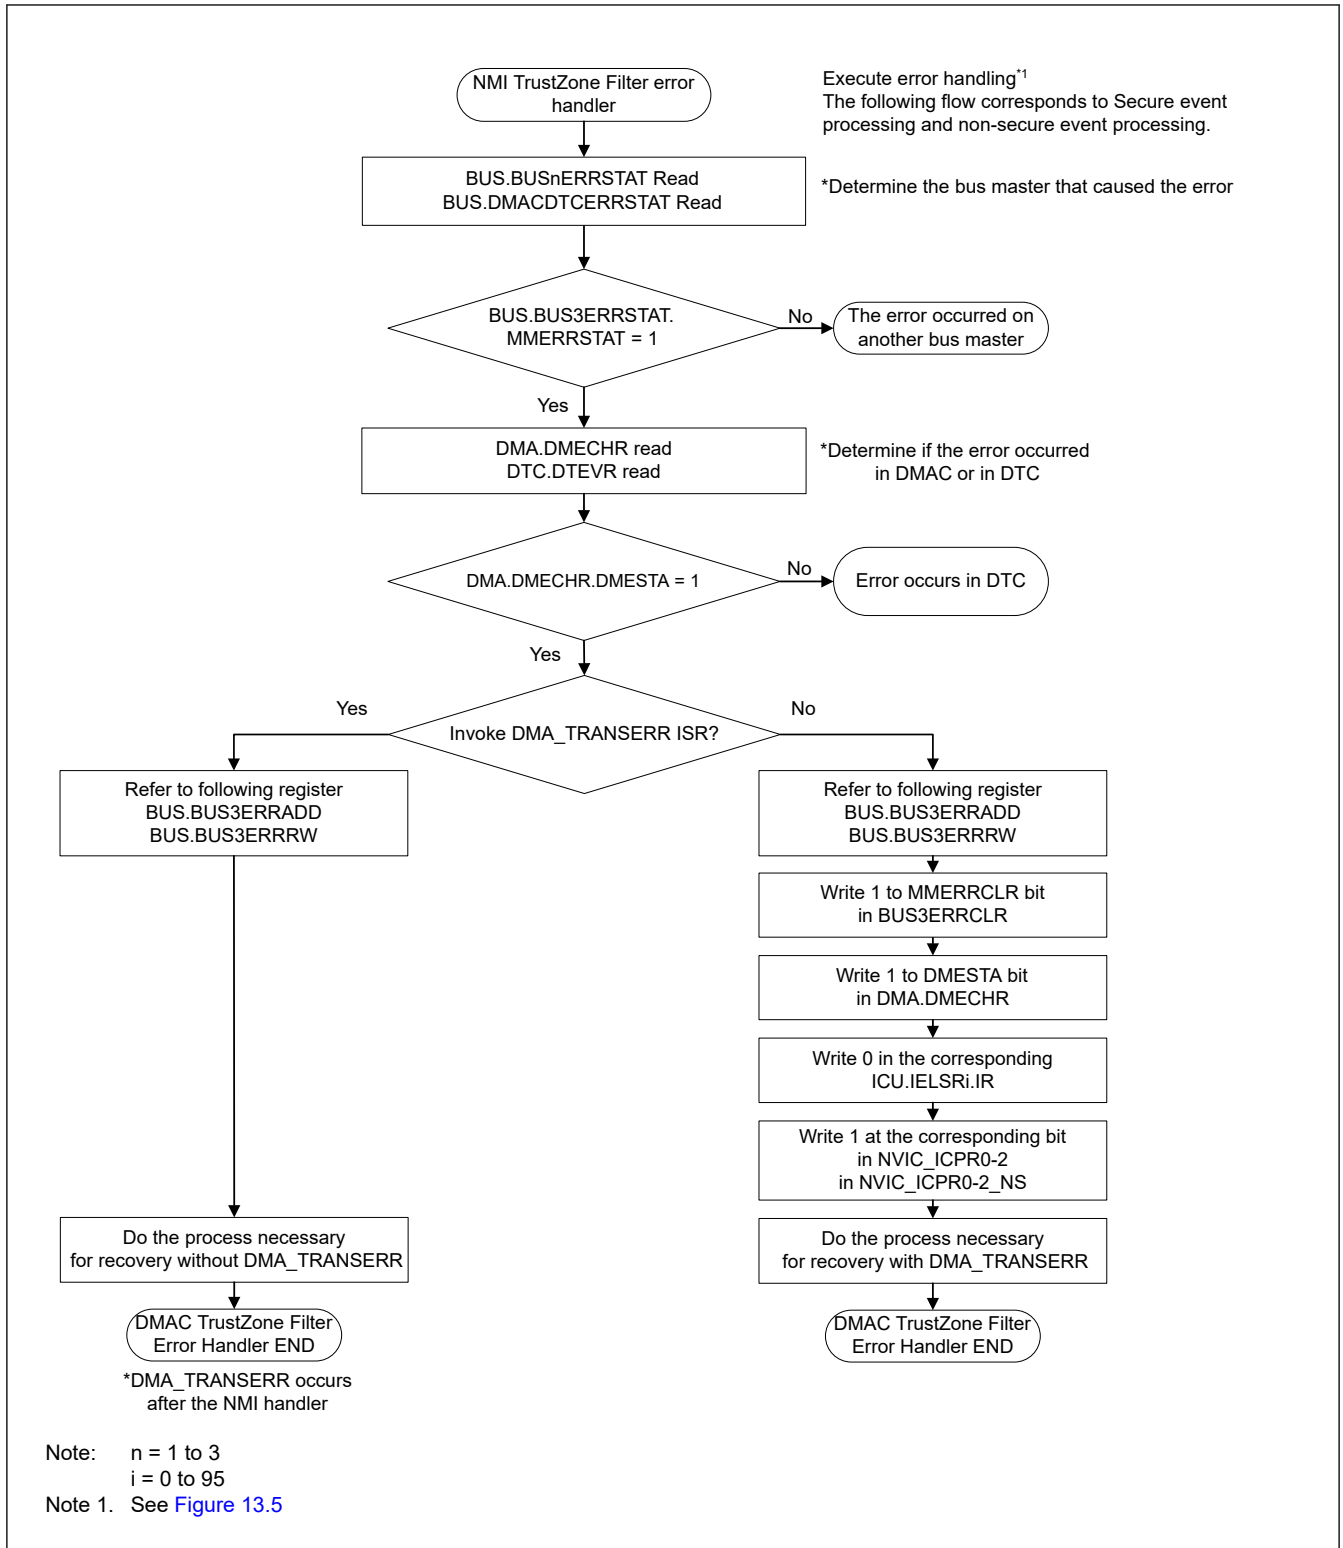 NMI TrustZone Filter error
handler
Execute error handling*1
The following flow corresponds to Secure event
processing and non-secure event processing.
BUS.BUSnERRSTAT Read
BUS.DMACDTCERRSTAT Read
*Determine the bus master that caused the error
BUS.BUS3ERRSTAT.
MMERRSTAT = 1
No
The error occurred on
another bus master
Yes
DMA.DMECHR read
DTC.DTEVR read
*Determine if the error occurred
in DMAC or in DTC
DMA.DMECHR.DMESTA = 1
No
Error occurs in DTC
Yes
Invoke DMA_TRANSERR ISR?
Yes
No
Refer to following register
BUS.BUS3ERRADD
BUS.BUS3ERRRW
Refer to following register
BUS.BUS3ERRADD
BUS.BUS3ERRRW
Write 1 to MMERRCLR bit
in BUS3ERRCLR
Write 1 to DMESTA bit
in DMA.DMECHR
Write 0 in the corresponding
ICU.IELSRi.IR
Write 1 at the corresponding bit
in NVIC_ICPR0-2
in NVIC_ICPR0-2_NS
Do the process necessary
for recovery without DMA_TRANSERR
Do the process necessary
for recovery with DMA_TRANSERR
DMAC TrustZone Filter
Error Handler END
DMAC TrustZone Filter
Error Handler END
*DMA_TRANSERR occurs
after the NMI handler
Note: n = 1 to 3
i = 0 to 95
Note 1. See Figure 13.5